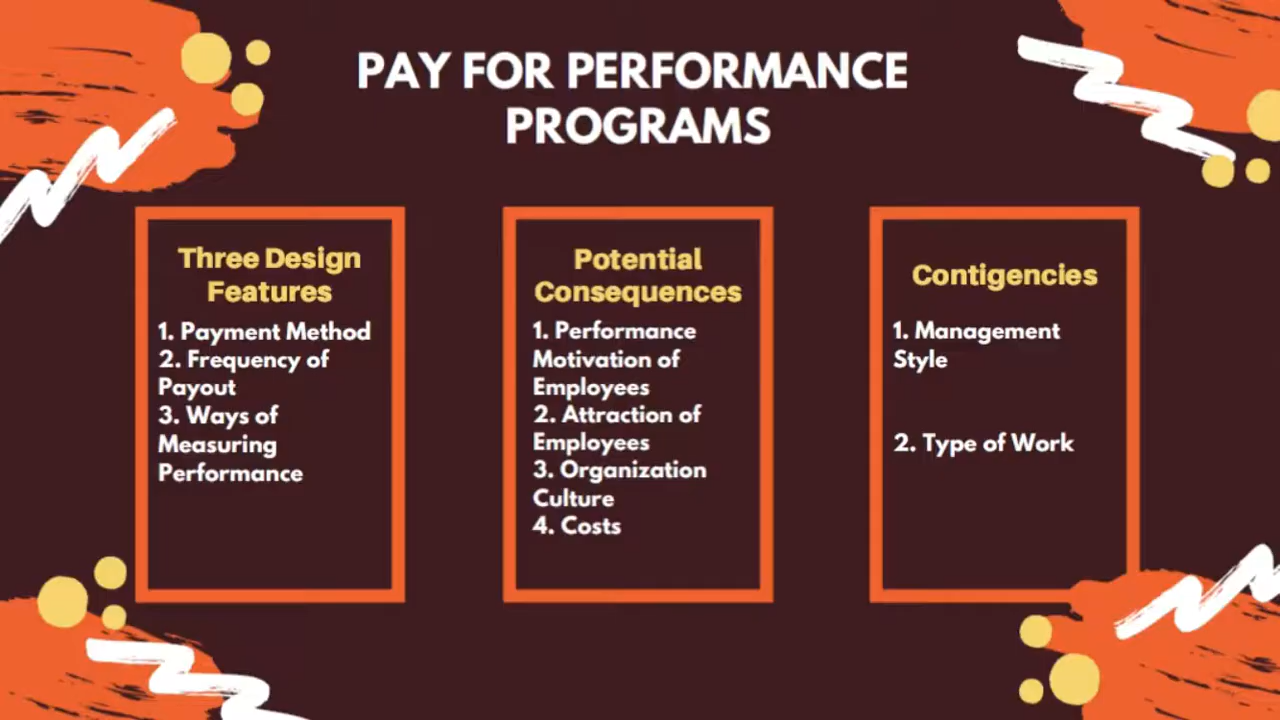 PAY FOR PERFORMANCE
PROGRAMS
Three Design
Features
1. Payment Method
2. Frequency of
Payout
3. Ways of
Measuring
Performance
Potential
Consequences
1. Performance
Motivation of
Employees
2. Attraction of
Employees
3. Organization
Culture
4. Costs
Contigencies
1. Management
Style
2. Type of Work